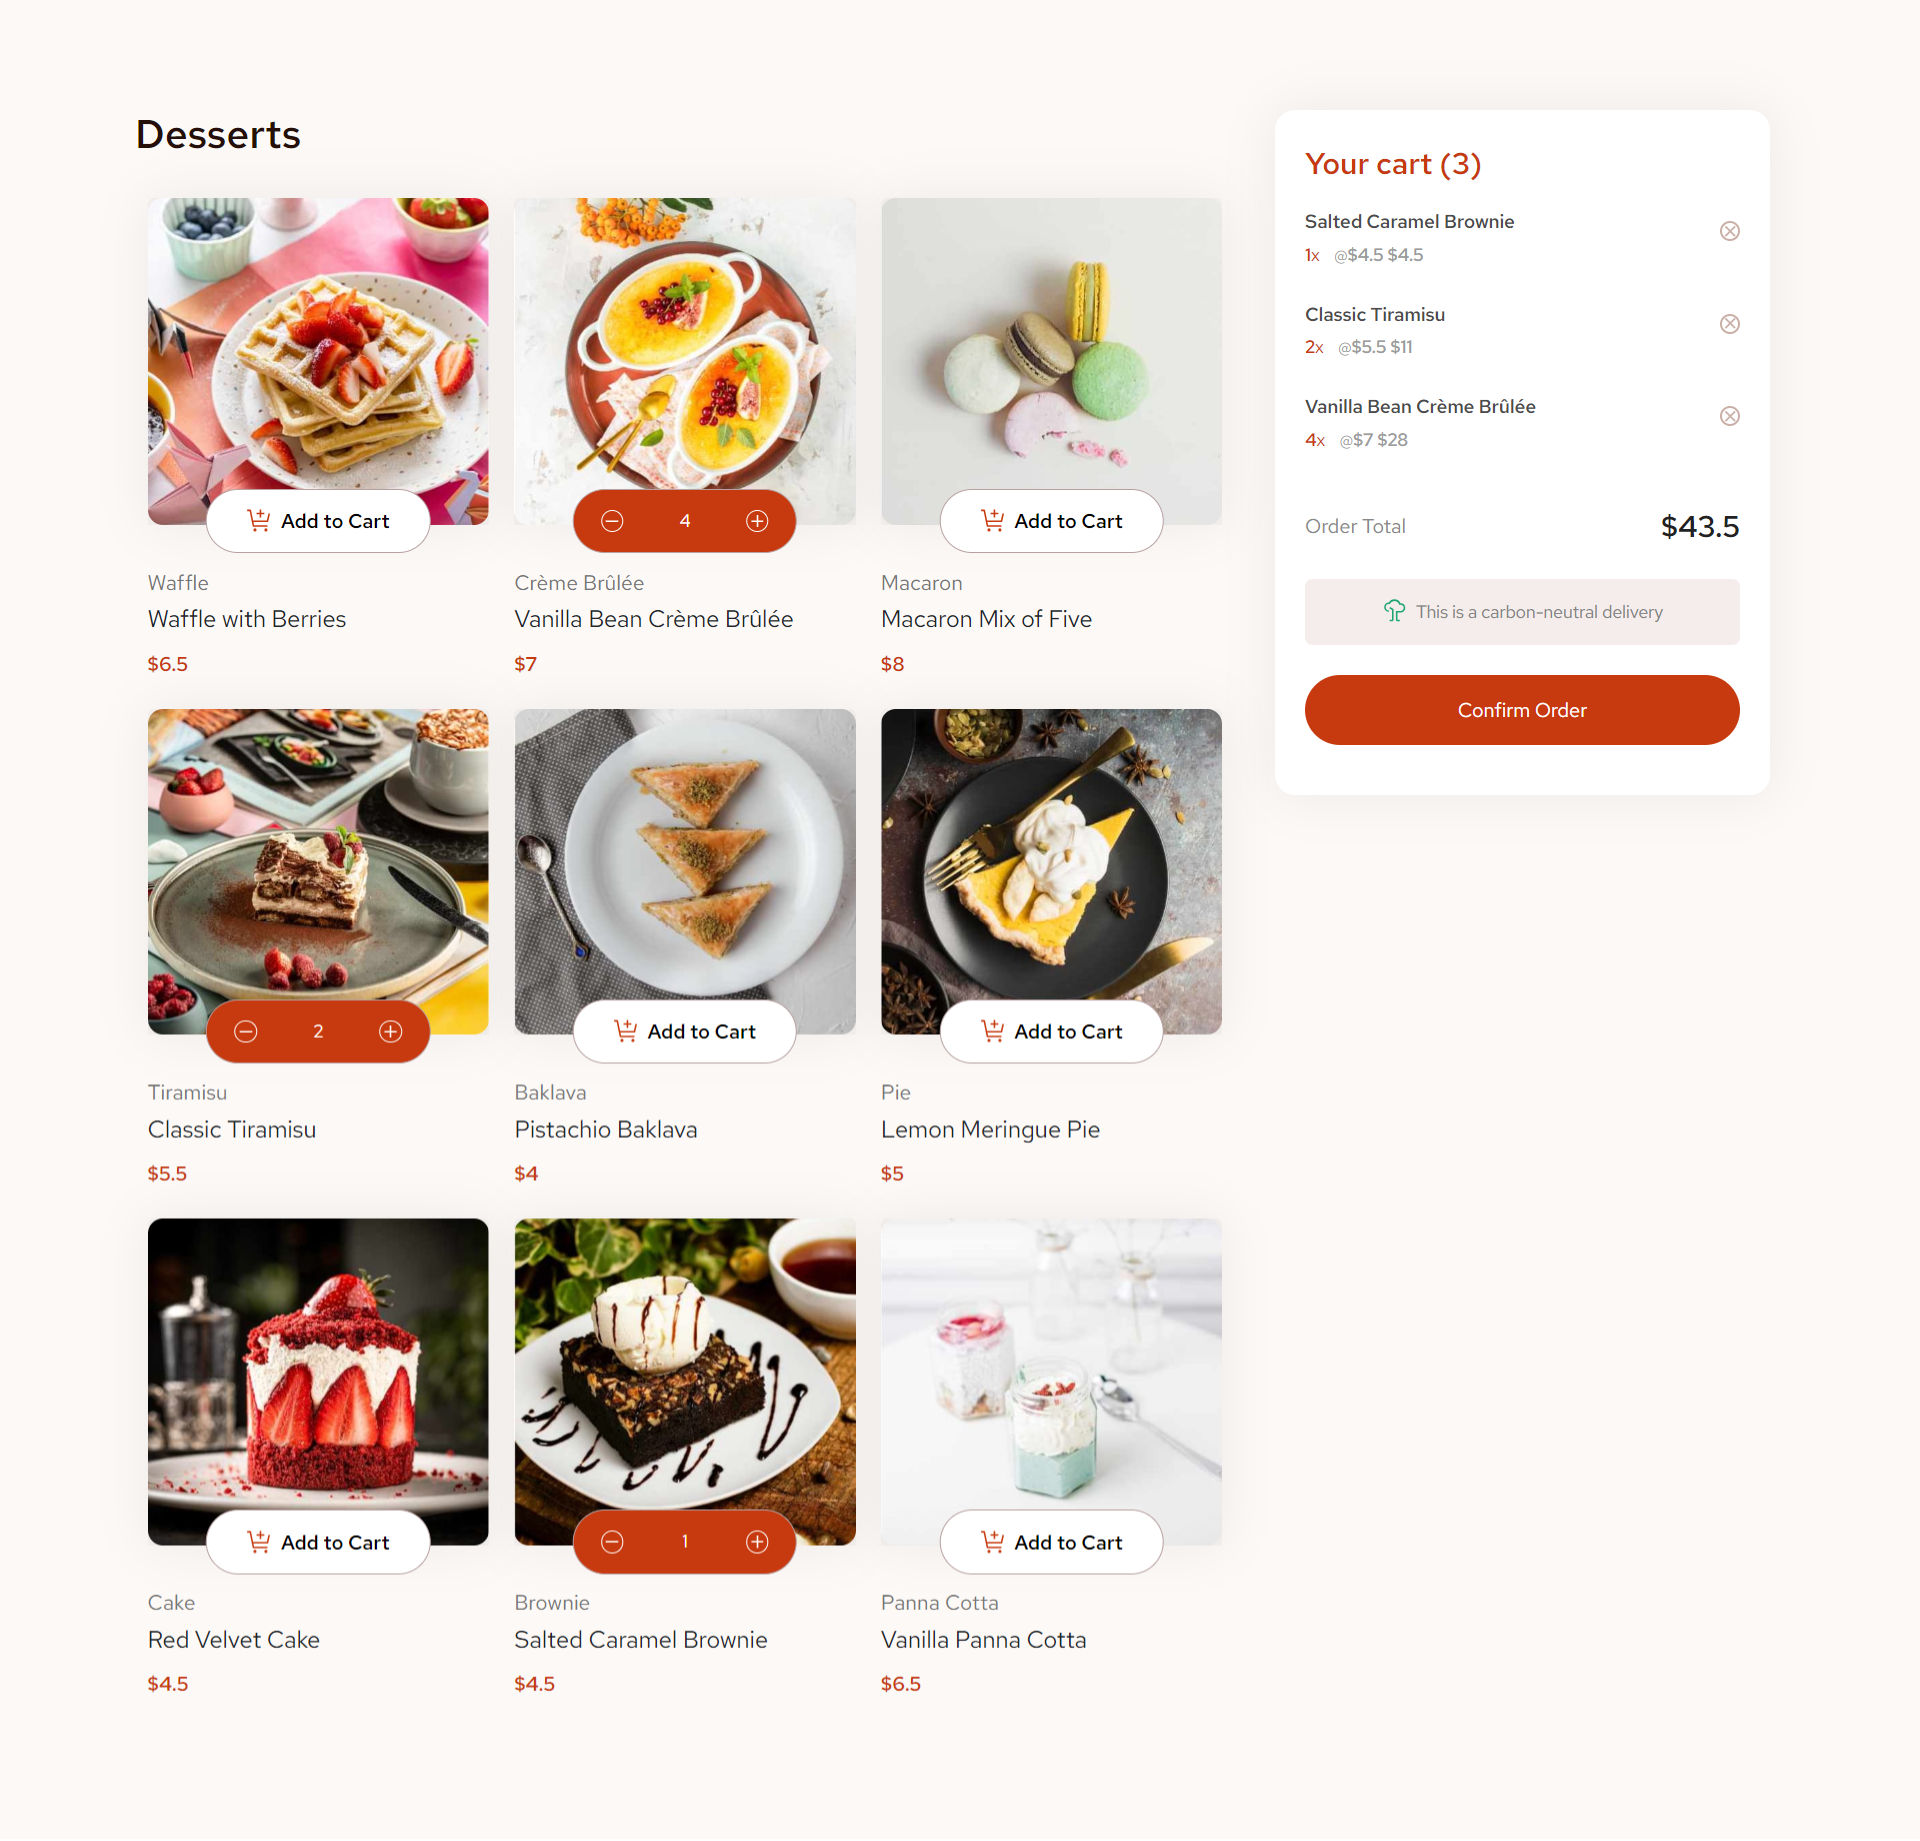 Desserts
Add to Cart
4
Add to Cart
Waffle
Waffle with Berries
$6.5
Crème Brûlée
Vanilla Bean Crème Brûlée
$7
Macaron
Macaron Mix of Five
$8
2
Add to Cart
Add to Cart
Tiramisu
Classic Tiramisu
$5.5
Baklava
Pistachio Baklava
$4
Pie
Lemon Meringue Pie
$5
Add to Cart
1
Add to Cart
Cake
Red Velvet Cake
$4.5
Brownie
Salted Caramel Brownie
$4.5
Panna Cotta
Vanilla Panna Cotta
$6.5
Your cart (3)
Salted Caramel Brownie
1x @$4.5 $4.5
Classic Tiramisu
2x @$5.5 $11
Vanilla Bean Crème Brûlée
4x @$7 $28
Order Total $43.5
This is a carbon-neutral delivery
Confirm Order